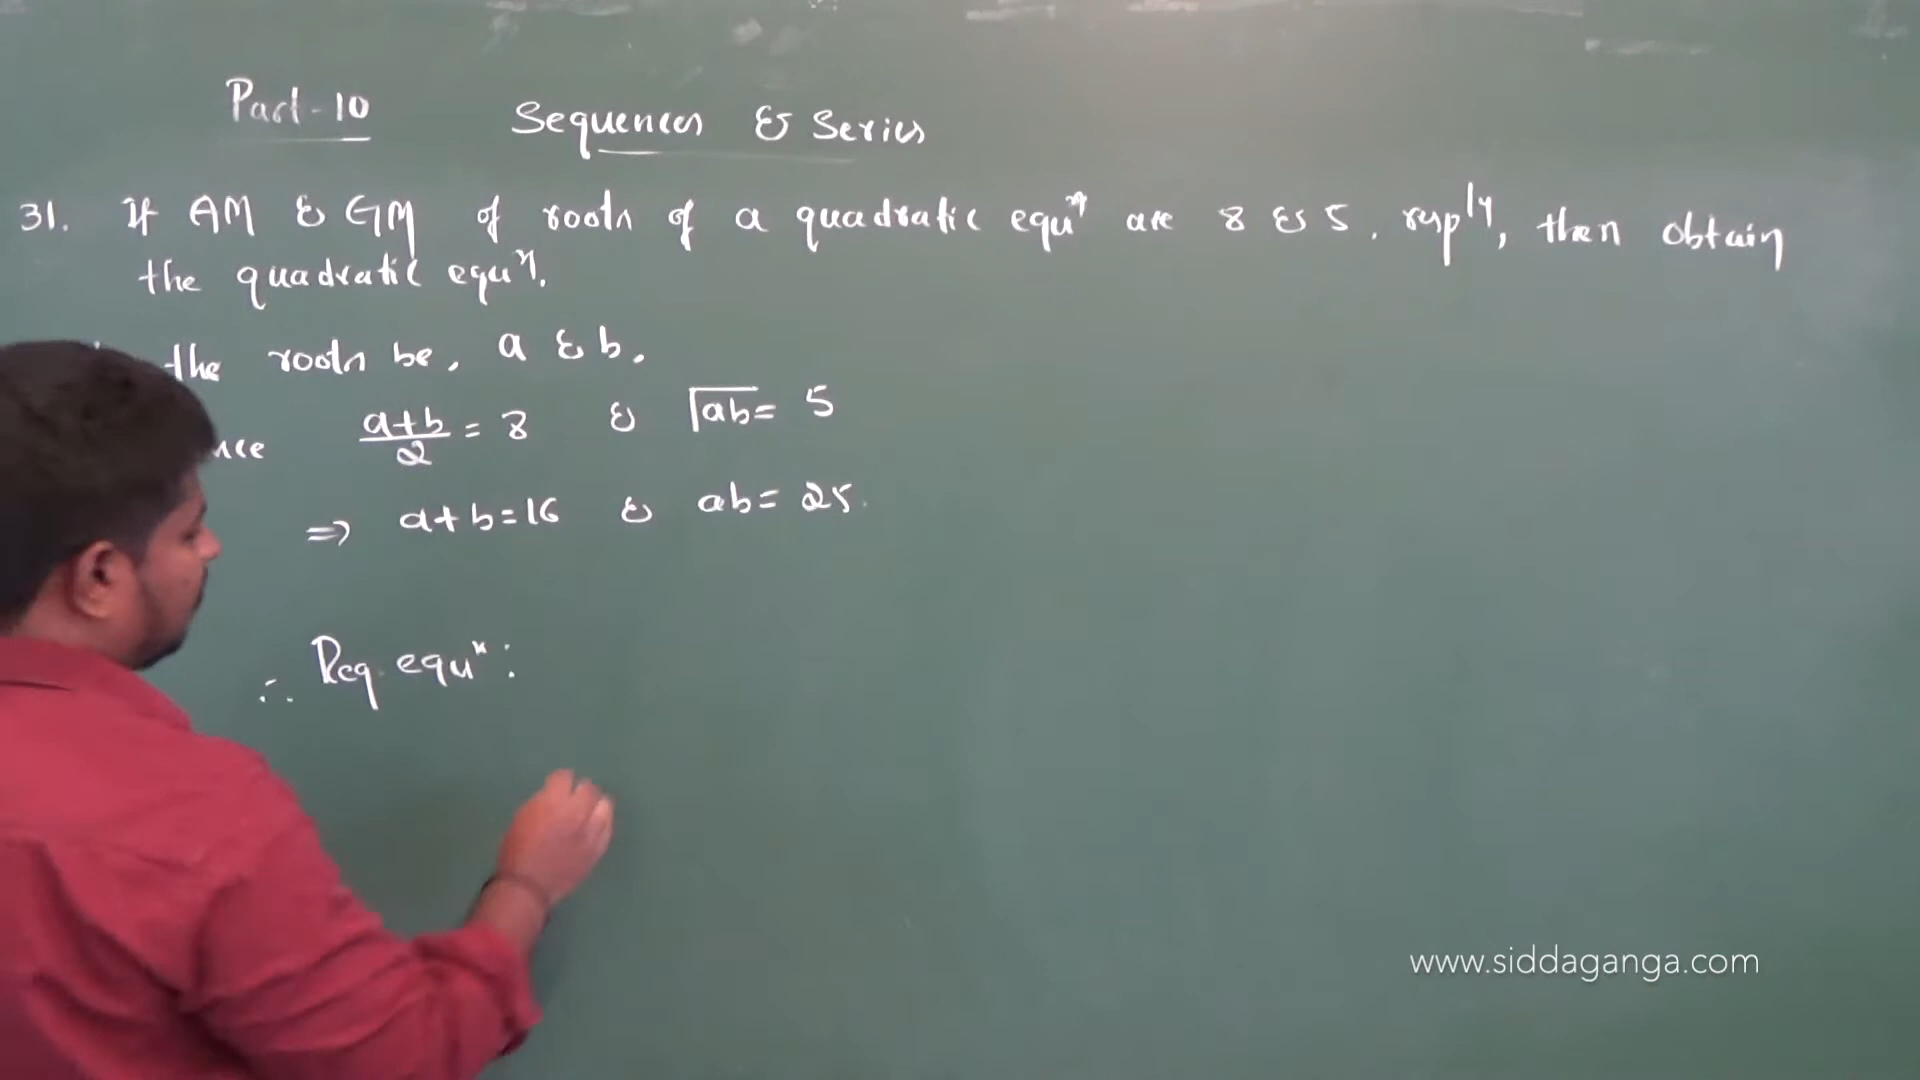 Part-10 Sequences & Series
31. If AM & GM of roots of a quadratic equⁿ are 8 & 5, resply, then obtain
the quadratic equⁿ.
the roots be, a & b.
(a+b)/2 = 8 & √ab = 5
⇒ a+b=16 & ab= 25.
∴ Req. equⁿ:
www.siddaganga.com